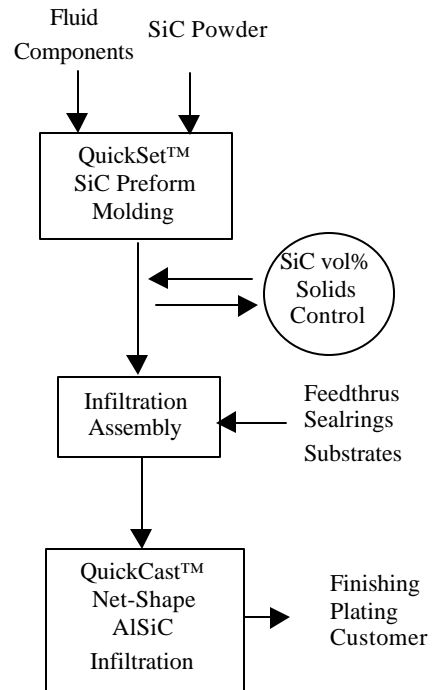 Fluid
Components
SiC Powder
QuickSet™
SiC Preform
Molding
SiC vol%
Solids
Control
Infiltration
Assembly
Feedthrus
Sealrings
Substrates
QuickCast™
Net-Shape
AlSiC
Infiltration
Finishing
Plating
Customer